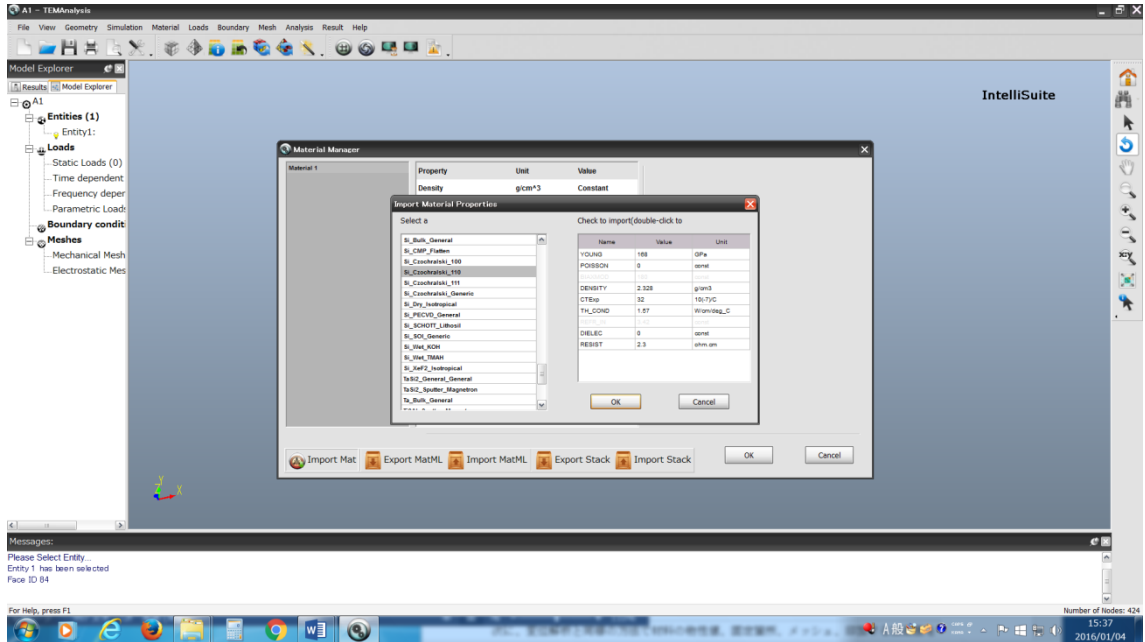 A1 - TEMAnalysis
File View Geometry Simulation Material Loads Boundary Mesh Analysis Result Help
Model Explorer
Results Model Explorer
A1
Entities (1)
Entity1:
Loads
Static Loads (0)
Time dependent
Frequency deper
Parametric Loads
Boundary conditi
Meshes
Mechanical Mesh
Electrostatic Mes
IntelliSuite
Material Manager
Material 1
Property Unit Value
Density g/cm^3 Constant
Import Material Properties
Select a
Check to import(double-click to
Si_Bulk_General
Si_CMP_Flatten
Si_Czochralski_100
Si_Czochralski_110
Si_Czochralski_111
Si_Czochralski_Generic
Si_Dry_Isotropical
Si_PECVD_General
Si_SCHOTT_Lithosil
Si_SOI_Generic
Si_Wet_KOH
Si_Wet_TMAH
Si_XeF2_Isotropical
TaSi2_General_General
TaSi2_Sputter_Magnetron
Ta_Bulk_General
Name Value Unit
YOUNG 168 GPa
POISSON 0 const
DENSITY 2.328 g/cm3
CTExp 32 10(-7)/C
TH_COND 1.57 W/cm/deg_C
DIELEC 0 const
RESIST 2.3 ohm.cm
OK Cancel
Import Mat Export MatML Import MatML Export Stack Import Stack OK Cancel
Y
X
Messages:
Please Select Entity...
Entity 1 has been selected
Face ID 84
For Help, press F1
Number of Nodes: 424
A 般
15:37
2016/01/04